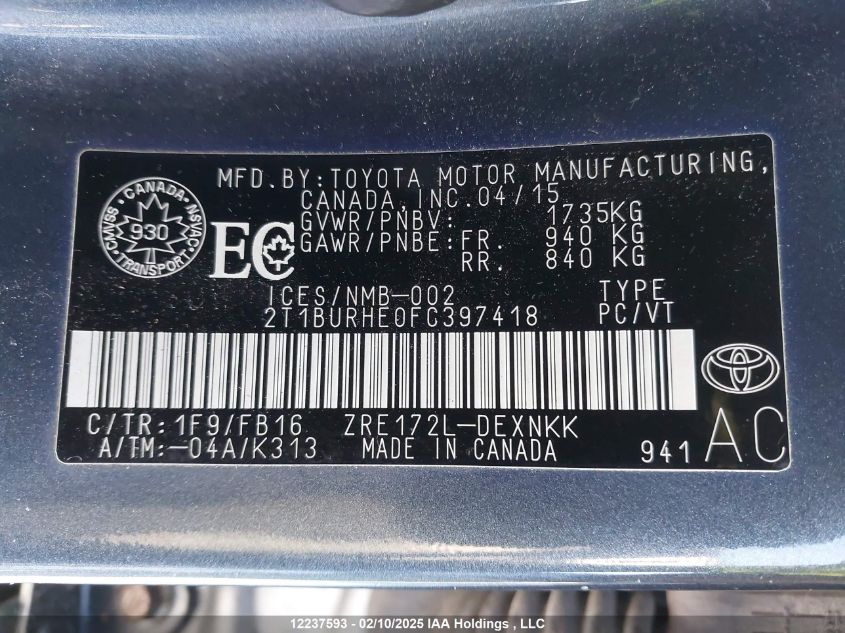 MFD.BY:TOYOTA MOTOR MANUFACTURING,
CANADA, INC.04/15
GVWR/PNBV: 1735KG
GAWR/PNBE:FR. 940 KG
RR. 840 KG
CANADA
CMVSS 930 NSVAC
TRANSPORT
EC
ICES/NMB-002 TYPE
2T1BURHE0FC397418 PC/VT
C/TR:1F9/FB16 ZRE172L-DEXNKK
A/TM:-04A/K313 MADE IN CANADA 941 AC
12237593 - 02/10/2025 IAA Holdings , LLC